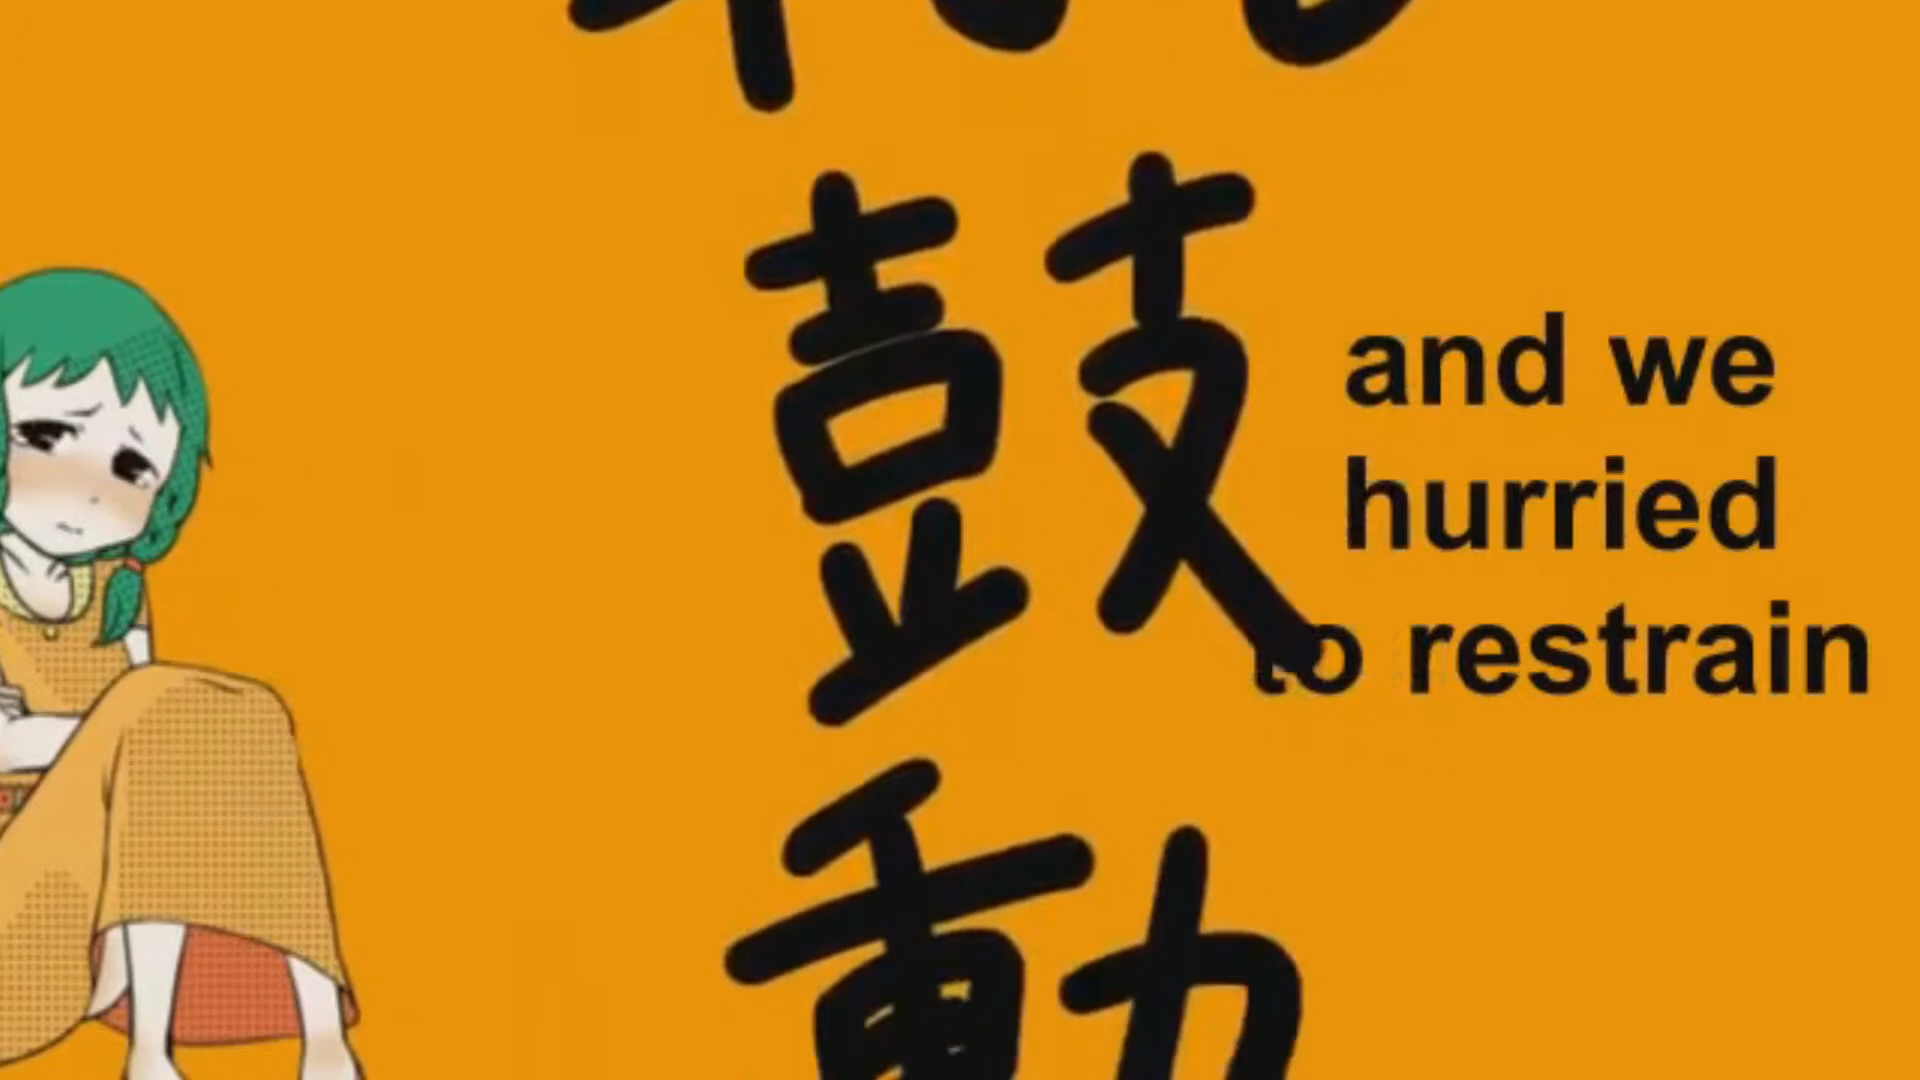 鼓
動
and we
hurried
to restrain